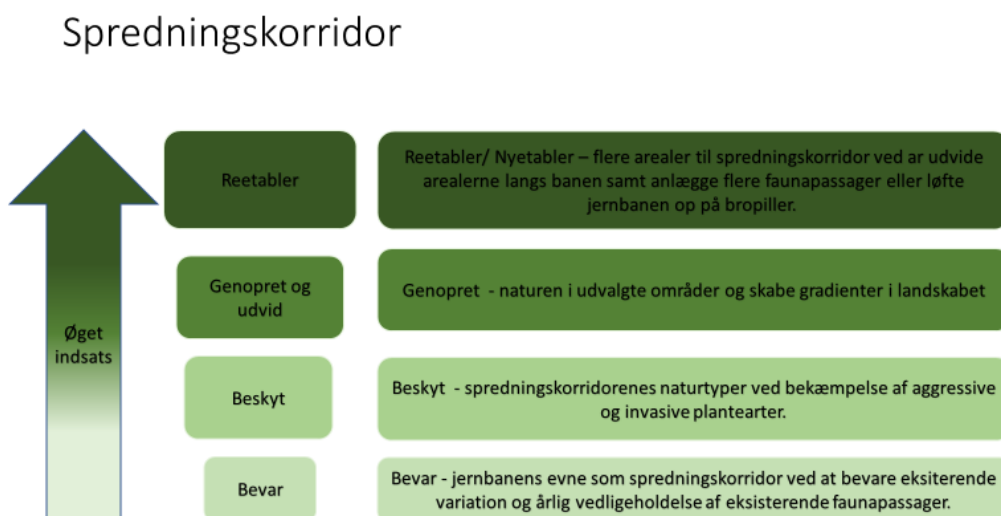 Spredningskorridor
Øget
indsats
Reetabler
Reetabler/ Nyetabler – flere arealer til spredningskorridor ved ar udvide
arealerne langs banen samt anlægge flere faunapassager eller løfte
jernbanen op på bropiller.
Genopret og
udvid
Genopret - naturen i udvalgte områder og skabe gradienter i landskabet
Beskyt
Beskyt - spredningskorridorenes naturtyper ved bekæmpelse af aggressive
og invasive plantearter.
Bevar
Bevar - jernbanens evne som spredningskorridor ved at bevare eksiterende
variation og årlig vedligeholdelse af eksisterende faunapassager.